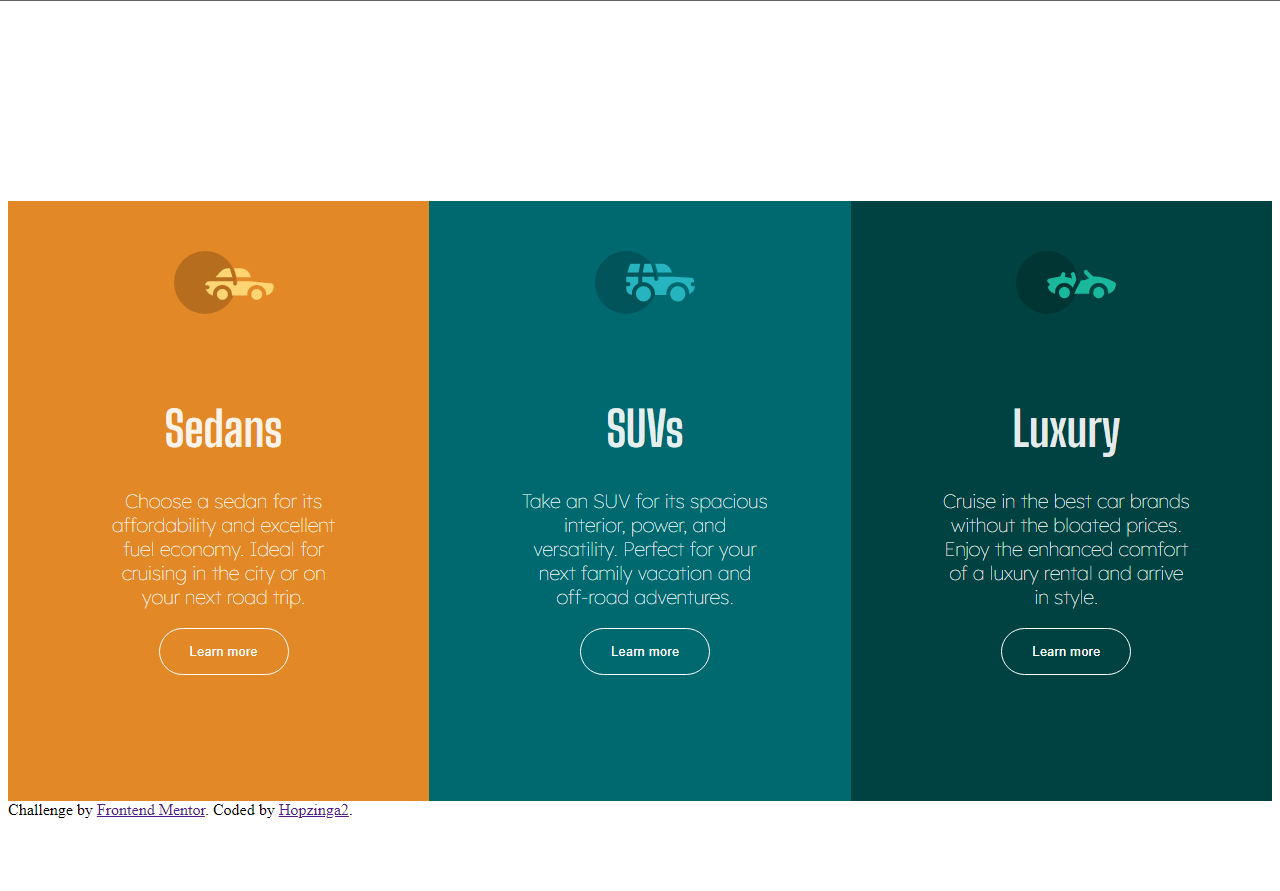 Sedans
Choose a sedan for its
affordability and excellent
fuel economy. Ideal for
cruising in the city or on
your next road trip.
Learn more
SUVs
Take an SUV for its spacious
interior, power, and
versatility. Perfect for your
next family vacation and
off-road adventures.
Learn more
Luxury
Cruise in the best car brands
without the bloated prices.
Enjoy the enhanced comfort
of a luxury rental and arrive
in style.
Learn more
Challenge by Frontend Mentor. Coded by Hopzinga2.